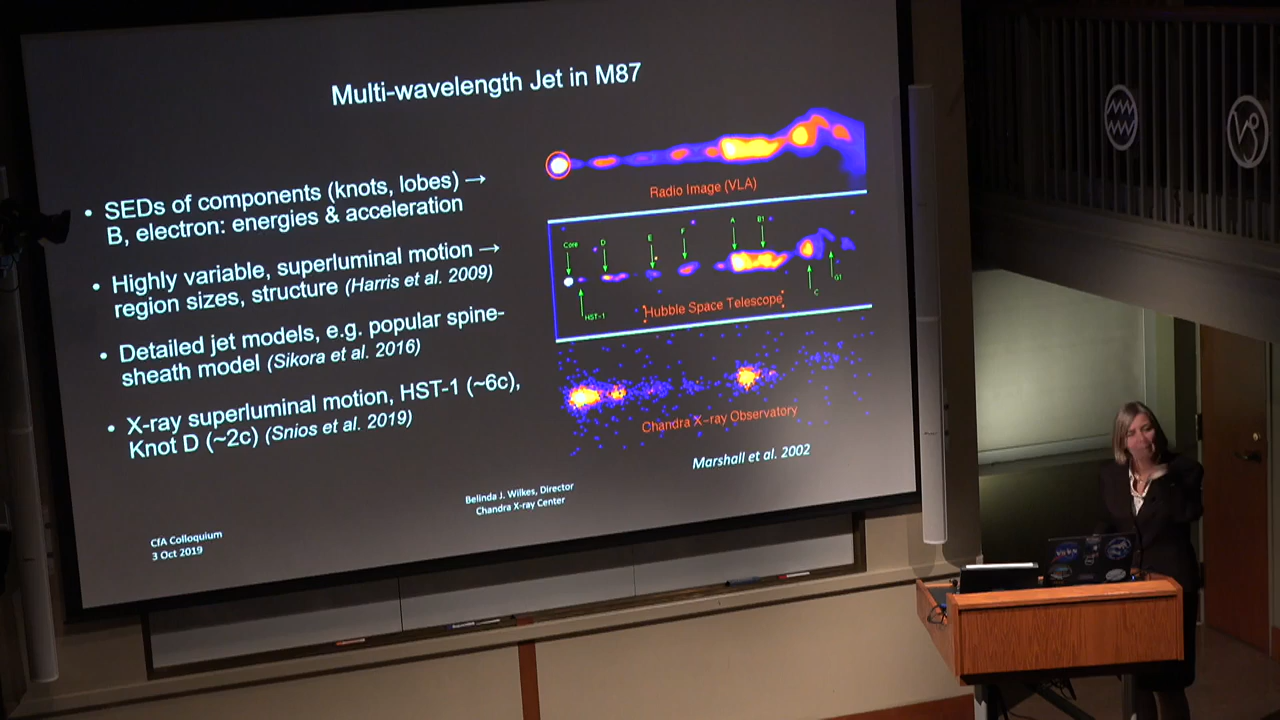 Multi-wavelength Jet in M87
• SEDs of components (knots, lobes) →
B, electron: energies & acceleration
• Highly variable, superluminal motion →
region sizes, structure (Harris et al. 2009)
• Detailed jet models, e.g. popular spine-
sheath model (Sikora et al. 2016)
• X-ray superluminal motion, HST-1 (~6c),
Knot D (~2c) (Snios et al. 2019)
Radio Image (VLA)
Core
D
E
F
A
B1
HST-1
C
G1
Hubble Space Telescope
Chandra X-ray Observatory
Marshall et al. 2002
Belinda J. Wilkes, Director
Chandra X-ray Center
CfA Colloquium
3 Oct 2019